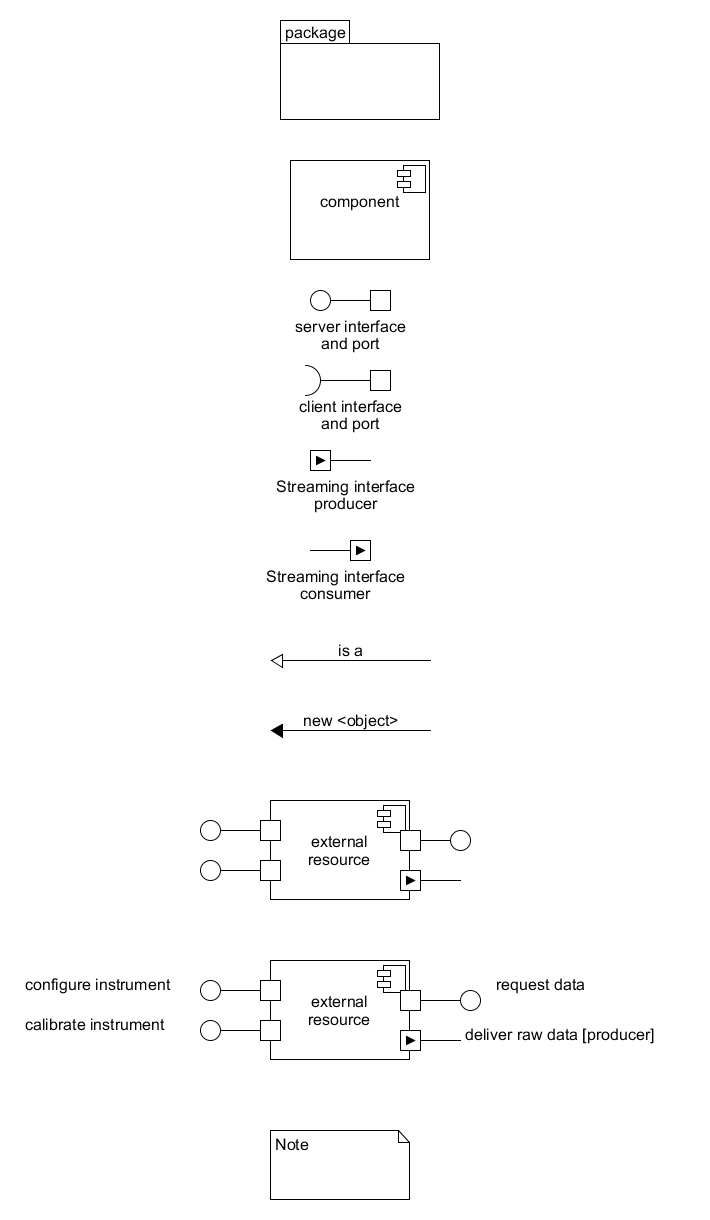 package
component
server interface
and port
client interface
and port
Streaming interface
producer
Streaming interface
consumer
is a
new <object>
external
resource
configure instrument
calibrate instrument
external
resource
request data
deliver raw data [producer]
Note